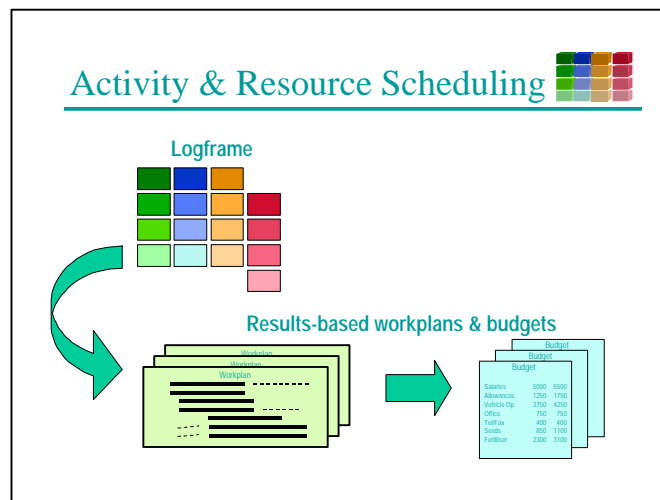 Activity & Resource Scheduling
Logframe
Results-based workplans & budgets
Workplan
Workplan
Workplan
Budget
Budget
Budget
Salaries 5000 5500
Allowances 1250 1750
Vehicle Op. 3750 4250
Office 750 750
Tel/Fax 400 400
Seeds 850 1100
Fertiliser 2300 3100